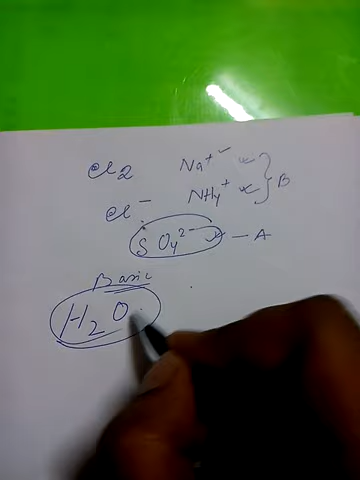 Cl2 Na+
Cl- NH4+ } B
SO4 2- - A
Basic
H2O